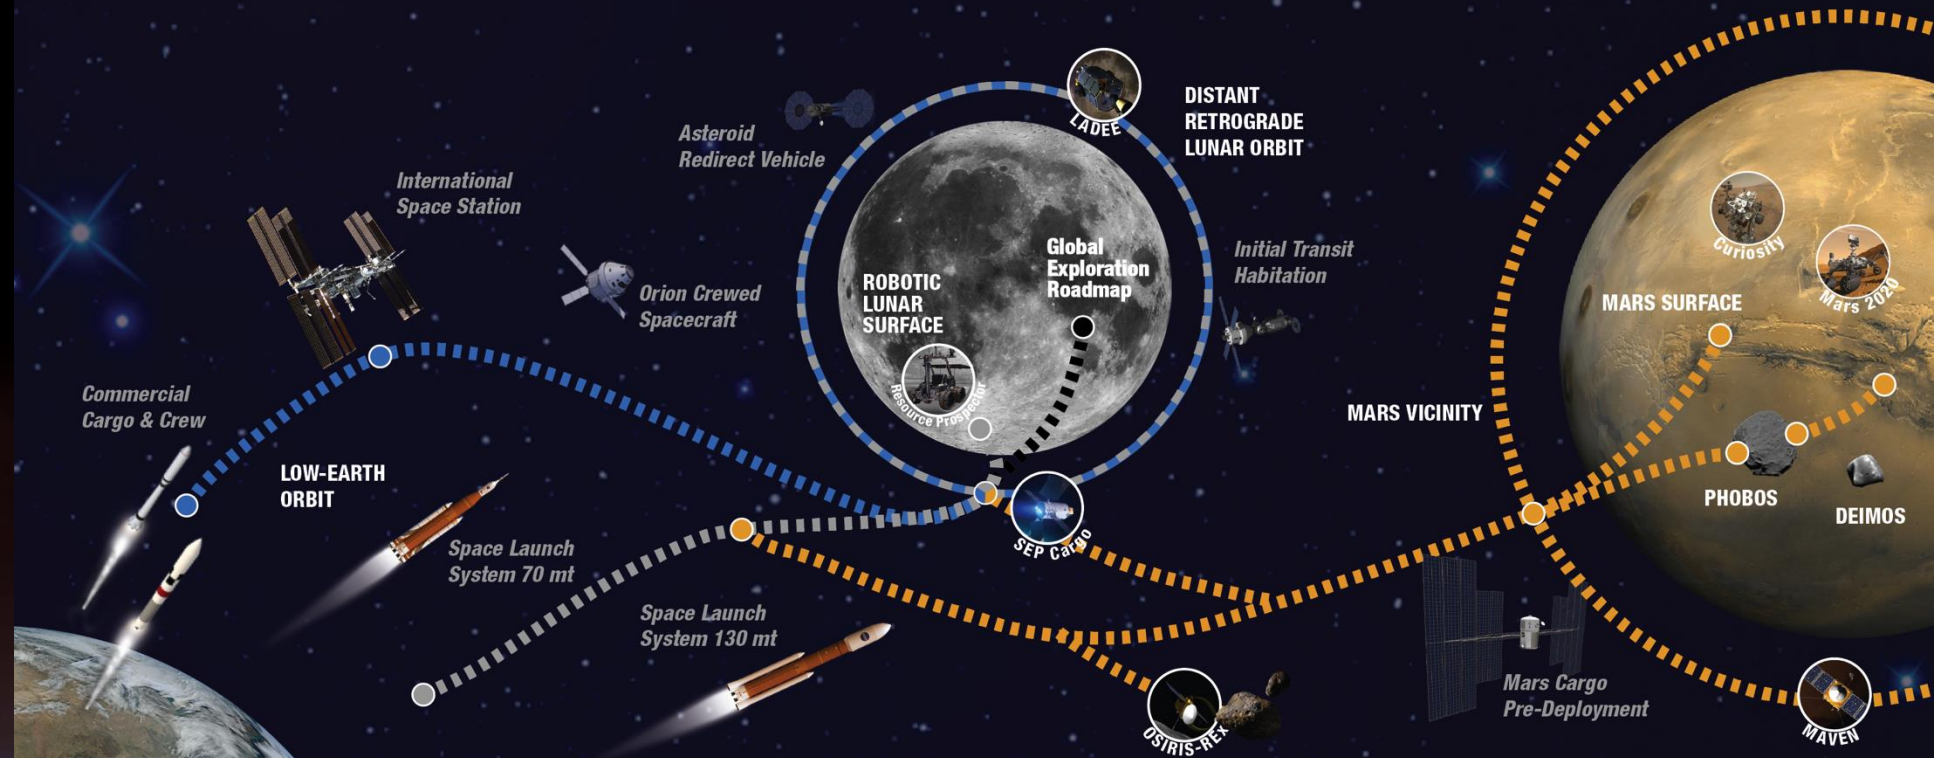 Commercial
Cargo & Crew
LOW-EARTH
ORBIT
International
Space Station
Space Launch
System 70 mt
Orion Crewed
Spacecraft
Space Launch
System 130 mt
Asteroid
Redirect Vehicle
LADEE
DISTANT
RETROGRADE
LUNAR ORBIT
ROBOTIC
LUNAR
SURFACE
Resource Prospector
Global
Exploration
Roadmap
SEP Cargo
Initial Transit
Habitation
OSIRIS-REx
MARS VICINITY
Mars Cargo
Pre-Deployment
Curiosity
Mars 2020
MARS SURFACE
PHOBOS
DEIMOS
MAVEN